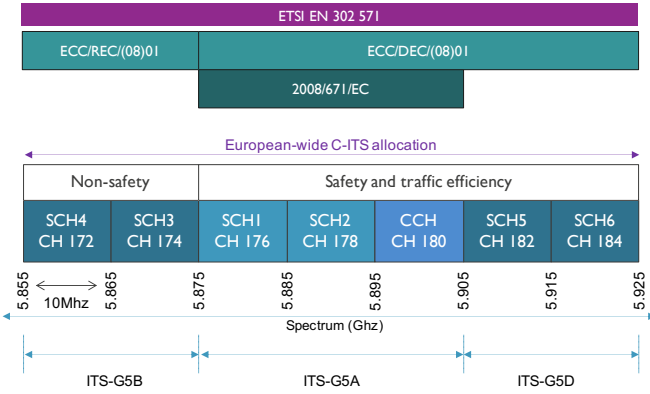 ETSI EN 302 571
ECC/REC/(08)01
ECC/DEC/(08)01
2008/671/EC
European-wide C-ITS allocation
Non-safety
Safety and traffic efficiency
SCH4
CH 172
SCH3
CH 174
SCH1
CH 176
SCH2
CH 178
CCH
CH 180
SCH5
CH 182
SCH6
CH 184
5.855
5.865
5.875
5.885
5.895
5.905
5.915
5.925
10Mhz
Spectrum (Ghz)
ITS-G5B
ITS-G5A
ITS-G5D